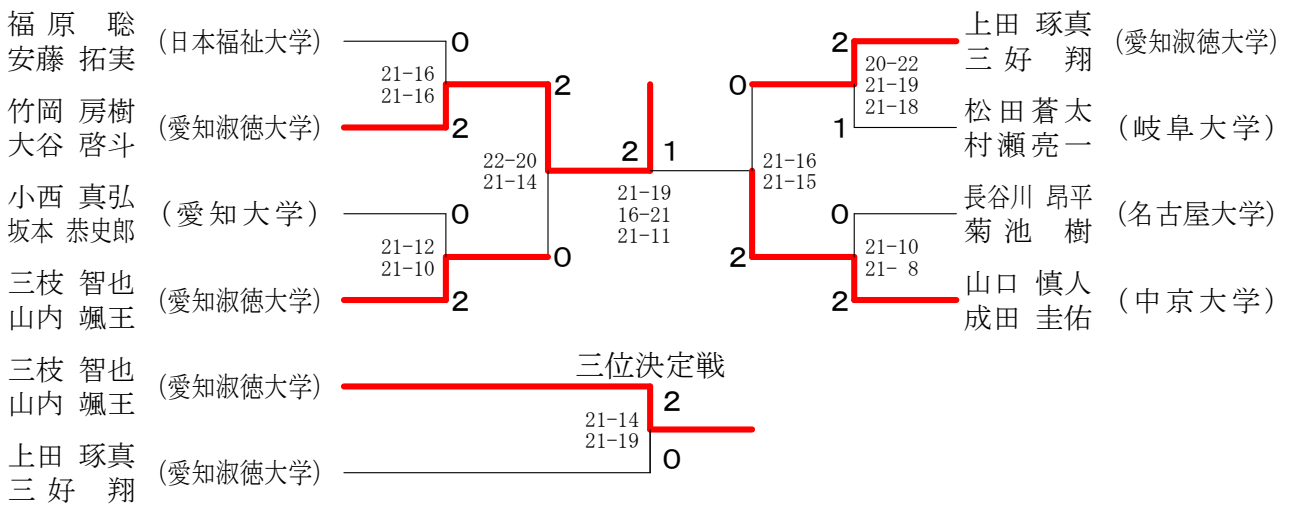 福原 聡
安藤 拓実
(日本福祉大学)
0
21-16
21-16
竹岡 房樹
大谷 啓斗
(愛知淑徳大学)
2
2
22-20
21-14
小西 真弘
坂本 恭史郎
(愛知大学)
0
21-12
21-10
三枝 智也
山内 颯王
(愛知淑徳大学)
2
0
2
1
21-19
16-21
21-11
上田 琢真
三好 翔
(愛知淑徳大学)
2
20-22
21-19
21-18
0
松田蒼太
村瀬亮一
(岐阜大学)
1
21-16
21-15
長谷川 昂平
菊池 樹
(名古屋大学)
0
21-10
21- 8
2
山口 慎人
成田 圭佑
(中京大学)
2
三位決定戦
三枝 智也
山内 颯王
(愛知淑徳大学)
2
21-14
21-19
上田 琢真
三好 翔
(愛知淑徳大学)
0